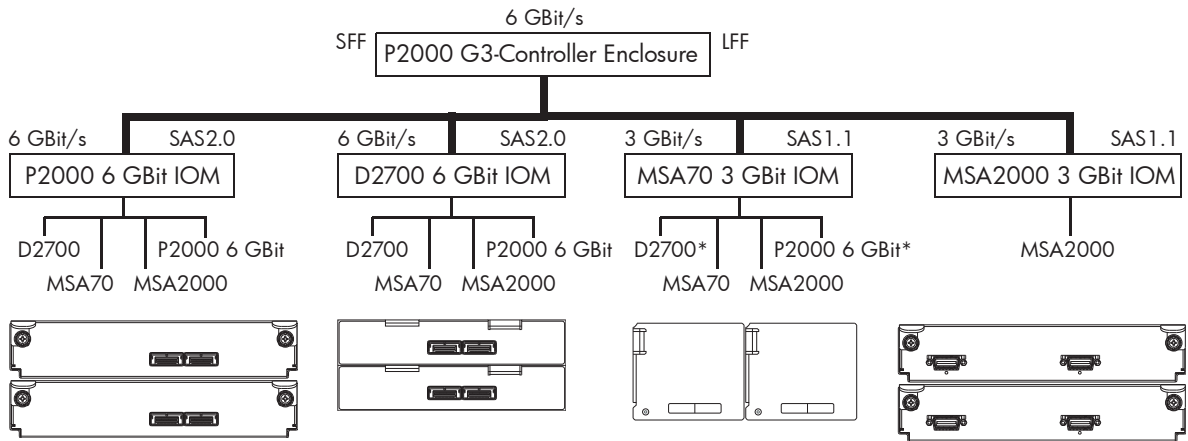 6 GBit/s
SFF
P2000 G3-Controller Enclosure
LFF
6 GBit/s
SAS2.0
P2000 6 GBit IOM
D2700
P2000 6 GBit
MSA70
MSA2000
6 GBit/s
SAS2.0
D2700 6 GBit IOM
D2700
P2000 6 GBit
MSA70
MSA2000
3 GBit/s
SAS1.1
MSA70 3 GBit IOM
D2700*
P2000 6 GBit*
MSA70
MSA2000
3 GBit/s
SAS1.1
MSA2000 3 GBit IOM
MSA2000